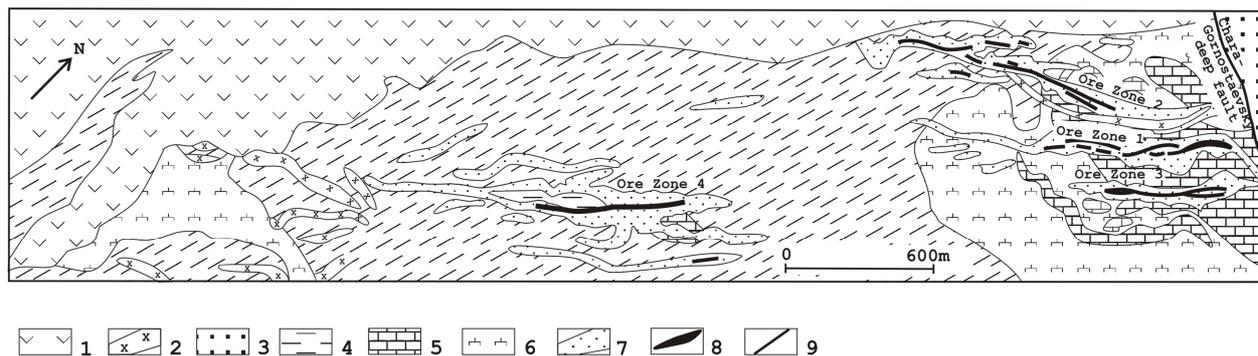 N
Chara-
Gornostaevsky
deep fault
Ore Zone 2
Ore Zone 1
Ore Zone 3
Ore Zone 4
0 600m
x x x x x x x x x x x x x x x x x x x x
1 x x 2 3 4 5 6 7 8 9